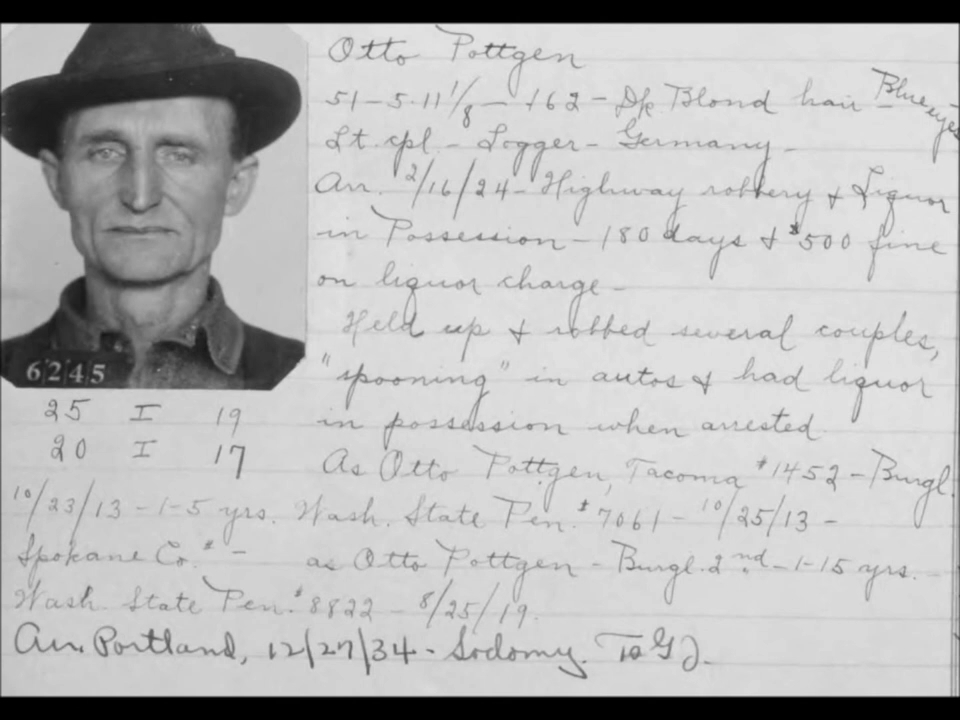 Otto Pottgen
51 - 5-11 1/8 - 162 - Dk Blond hair - Blue eyes -
Lt. cpl. - Logger - Germany -
Arr. 2/16/24 - Highway robbery & Liquor
in Possession - 180 days & $500 fine
on liquor charge -
Held up & robbed several couples,
"spooning" in autos & had liquor
in possession when arrested
6245
25 I 19
20 I 17
As Otto Pottgen, Tacoma #1452 - Burgl.
10/23/13 - 1-5 yrs. Wash. State Pen. #7061 - 10/25/13 -
Spokane Co. # - as Otto Pottgen - Burgl. 2nd - 1-15 yrs.
Wash. State Pen. #8822 - 8/25/19.
Arr. Portland, 12/27/34 - Sodomy. To G J.